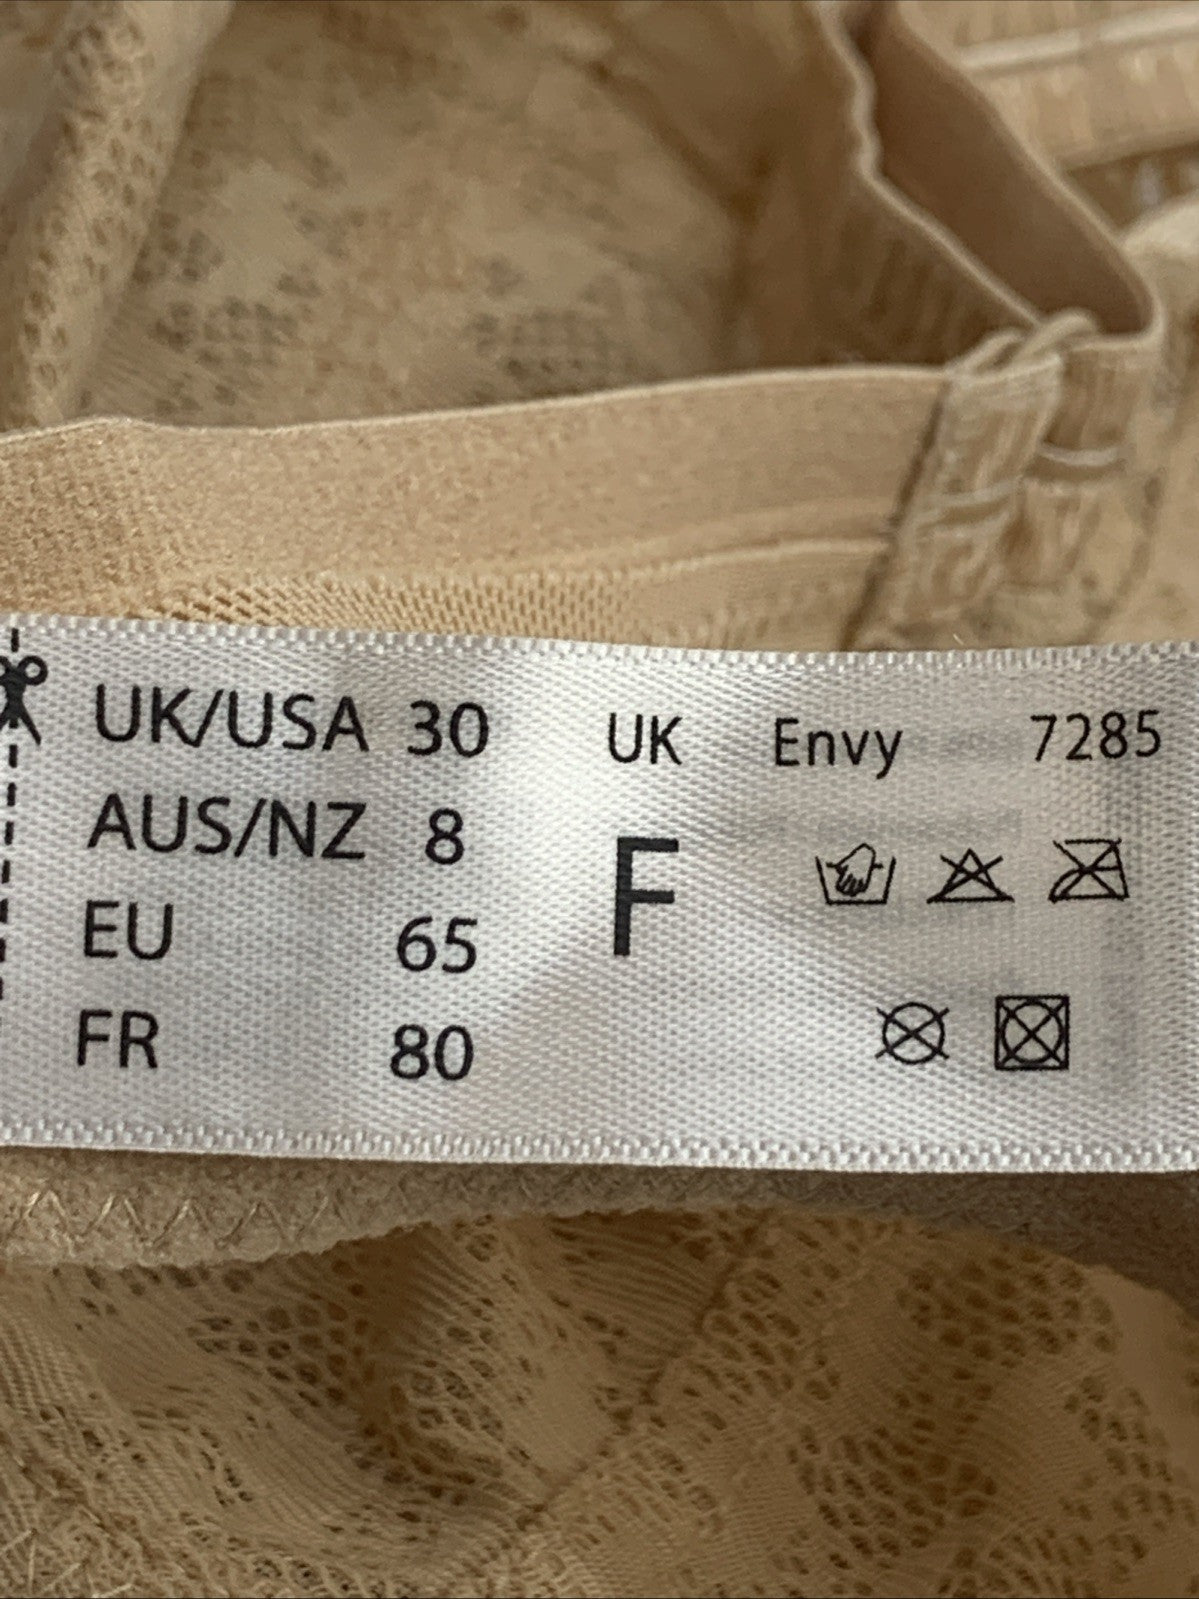 UK/USA 30
AUS/NZ 8
EU 65
FR 80
UK
F
Envy 7285